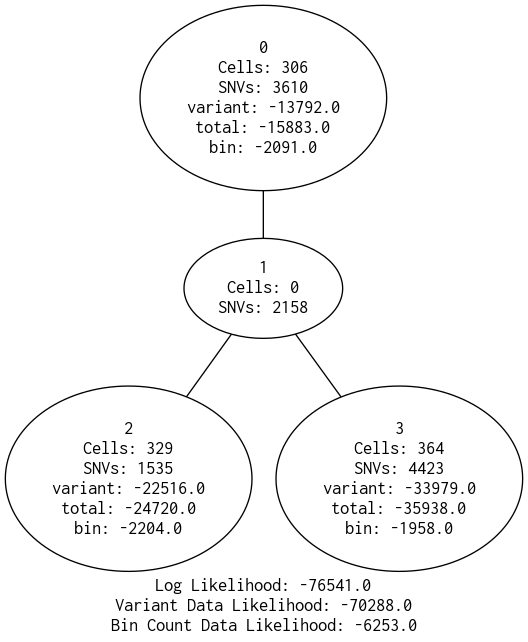 0
Cells: 306
SNVs: 3610
variant: -13792.0
total: -15883.0
bin: -2091.0
1
Cells: 0
SNVs: 2158
2
Cells: 329
SNVs: 1535
variant: -22516.0
total: -24720.0
bin: -2204.0
3
Cells: 364
SNVs: 4423
variant: -33979.0
total: -35938.0
bin: -1958.0
Log Likelihood: -76541.0
Variant Data Likelihood: -70288.0
Bin Count Data Likelihood: -6253.0